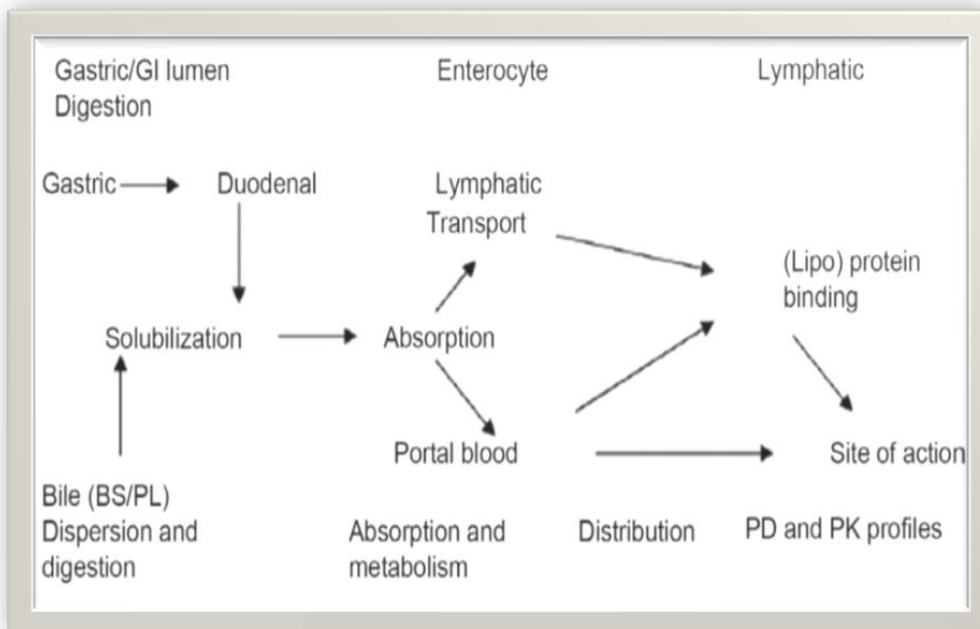 Gastric/GI lumen
Digestion
Enterocyte
Lymphatic
Gastric
Duodenal
Lymphatic
Transport
(Lipo) protein
binding
Solubilization
Absorption
Portal blood
Site of action
Bile (BS/PL)
Dispersion and
digestion
Absorption and
metabolism
Distribution
PD and PK profiles